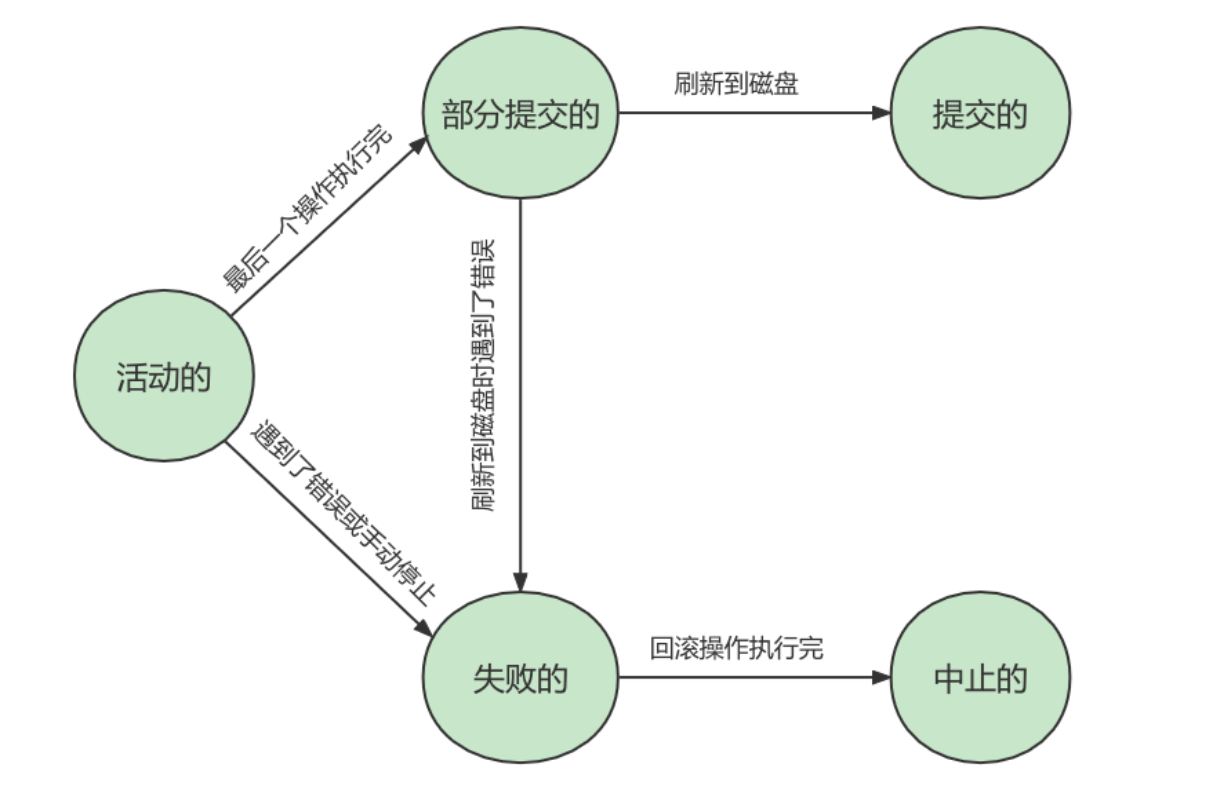 部分提交的
刷新到磁盘
提交的
最后一个操作执行完
刷新到磁盘时遇到了错误
活动的
遇到了错误或手动停止
失败的
回滚操作执行完
中止的